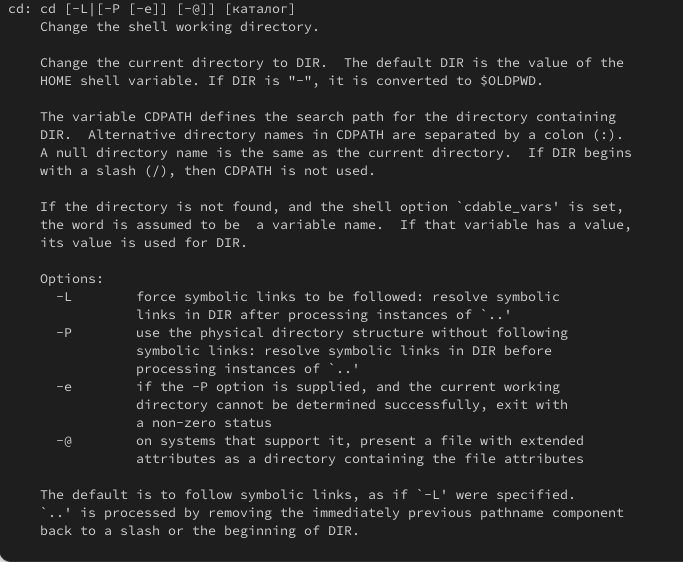 cd: cd [-L|[-P [-e]] [-@]] [каталог]
    Change the shell working directory.

    Change the current directory to DIR.  The default DIR is the value of the
    HOME shell variable. If DIR is "-", it is converted to $OLDPWD.

    The variable CDPATH defines the search path for the directory containing
    DIR.  Alternative directory names in CDPATH are separated by a colon (:).
    A null directory name is the same as the current directory.  If DIR begins
    with a slash (/), then CDPATH is not used.

    If the directory is not found, and the shell option `cdable_vars' is set,
    the word is assumed to be  a variable name.  If that variable has a value,
    its value is used for DIR.

    Options:
      -L        force symbolic links to be followed: resolve symbolic
                links in DIR after processing instances of `..'
      -P        use the physical directory structure without following
                symbolic links: resolve symbolic links in DIR before
                processing instances of `..'
      -e        if the -P option is supplied, and the current working
                directory cannot be determined successfully, exit with
                a non-zero status
      -@        on systems that support it, present a file with extended
                attributes as a directory containing the file attributes

    The default is to follow symbolic links, as if `-L' were specified.
    `..' is processed by removing the immediately previous pathname component
    back to a slash or the beginning of DIR.